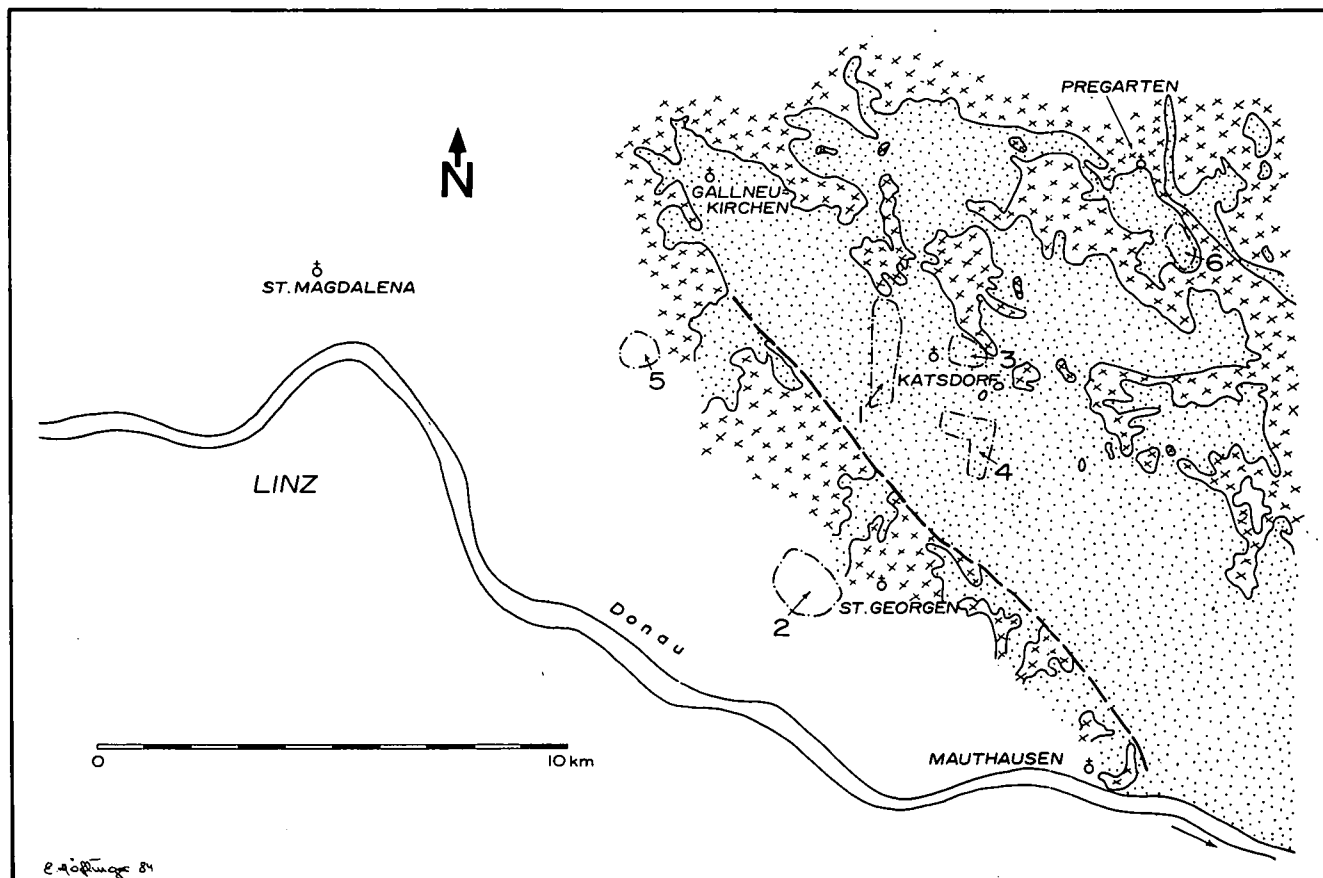 PREGARTEN
N
GALLNEU-
KIRCHEN
ST. MAGDALENA
6
5
3
KATSDORF
1
4
LINZ
2
ST. GEORGEN
Donau
MAUTHAUSEN
0
10 km
84